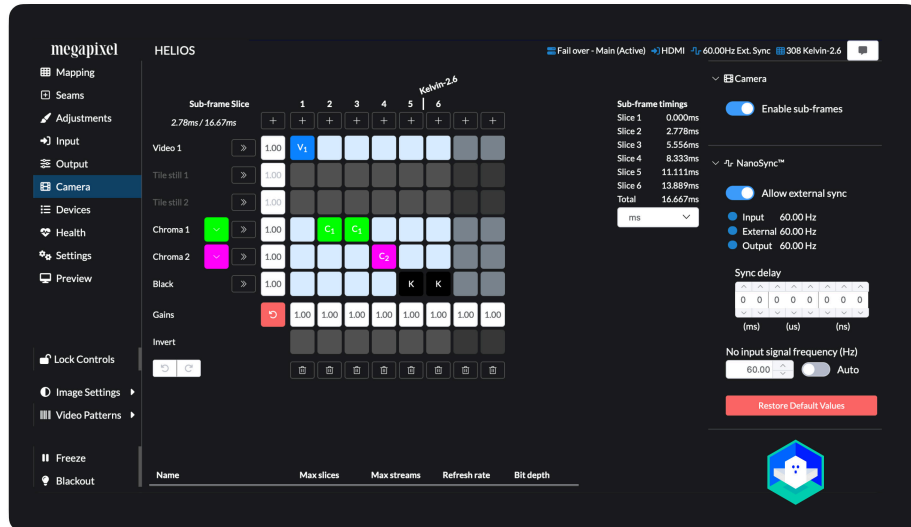 megapixel
HELIOS
Fail over - Main (Active) HDMI 60.00Hz Ext. Sync 308 Kelvin-2.6
Mapping
Seams
Adjustments
Input
Output
Camera
Devices
Health
Settings
Preview
Lock Controls
Image Settings
Video Patterns
Freeze
Blackout
Kelvin-2.6
Sub-frame Slice 1 2 3 4 5 6
2.78ms / 16.67ms + + + + + + + + +
Video 1 » 1.00 V1
Tile still 1 » 1.00
Tile still 2 » 1.00
Chroma 1 » 1.00 C1 C1
Chroma 2 » 1.00 C2
Black » 1.00 K K
Gains 1.00 1.00 1.00 1.00 1.00 1.00 1.00 1.00
Invert
Name Max slices Max streams Refresh rate Bit depth
Sub-frame timings
Slice 1 0.000ms
Slice 2 2.778ms
Slice 3 5.556ms
Slice 4 8.333ms
Slice 5 11.111ms
Slice 6 13.889ms
Total 16.667ms
ms
Camera
Enable sub-frames
NanoSync™
Allow external sync
Input 60.00 Hz
External 60.00 Hz
Output 60.00 Hz
Sync delay
0 0 0 0 0 0 0 0
(ms) (us) (ns)
No input signal frequency (Hz)
60.00 Auto
Restore Default Values